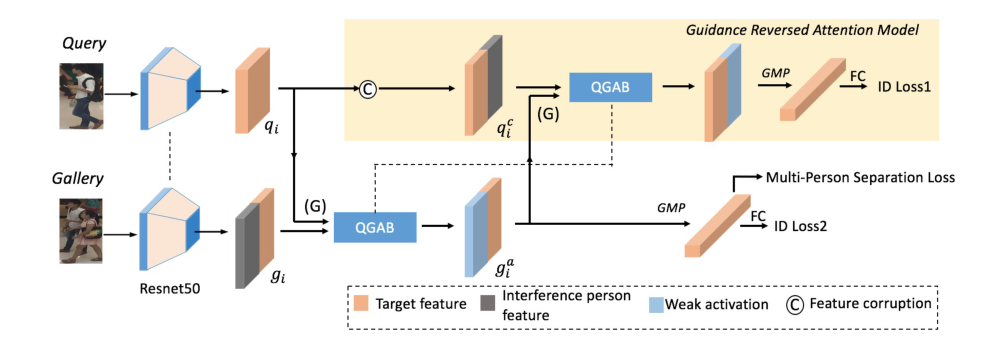 Query
Guidance Reversed Attention Model
C
QGAB
GMP
FC
ID Loss1
q_i
q_i^c
(G)
Gallery
(G)
QGAB
Multi-Person Separation Loss
GMP
FC
ID Loss2
g_i
g_i^a
Resnet50
Target feature
Interference person
feature
Weak activation
C Feature corruption